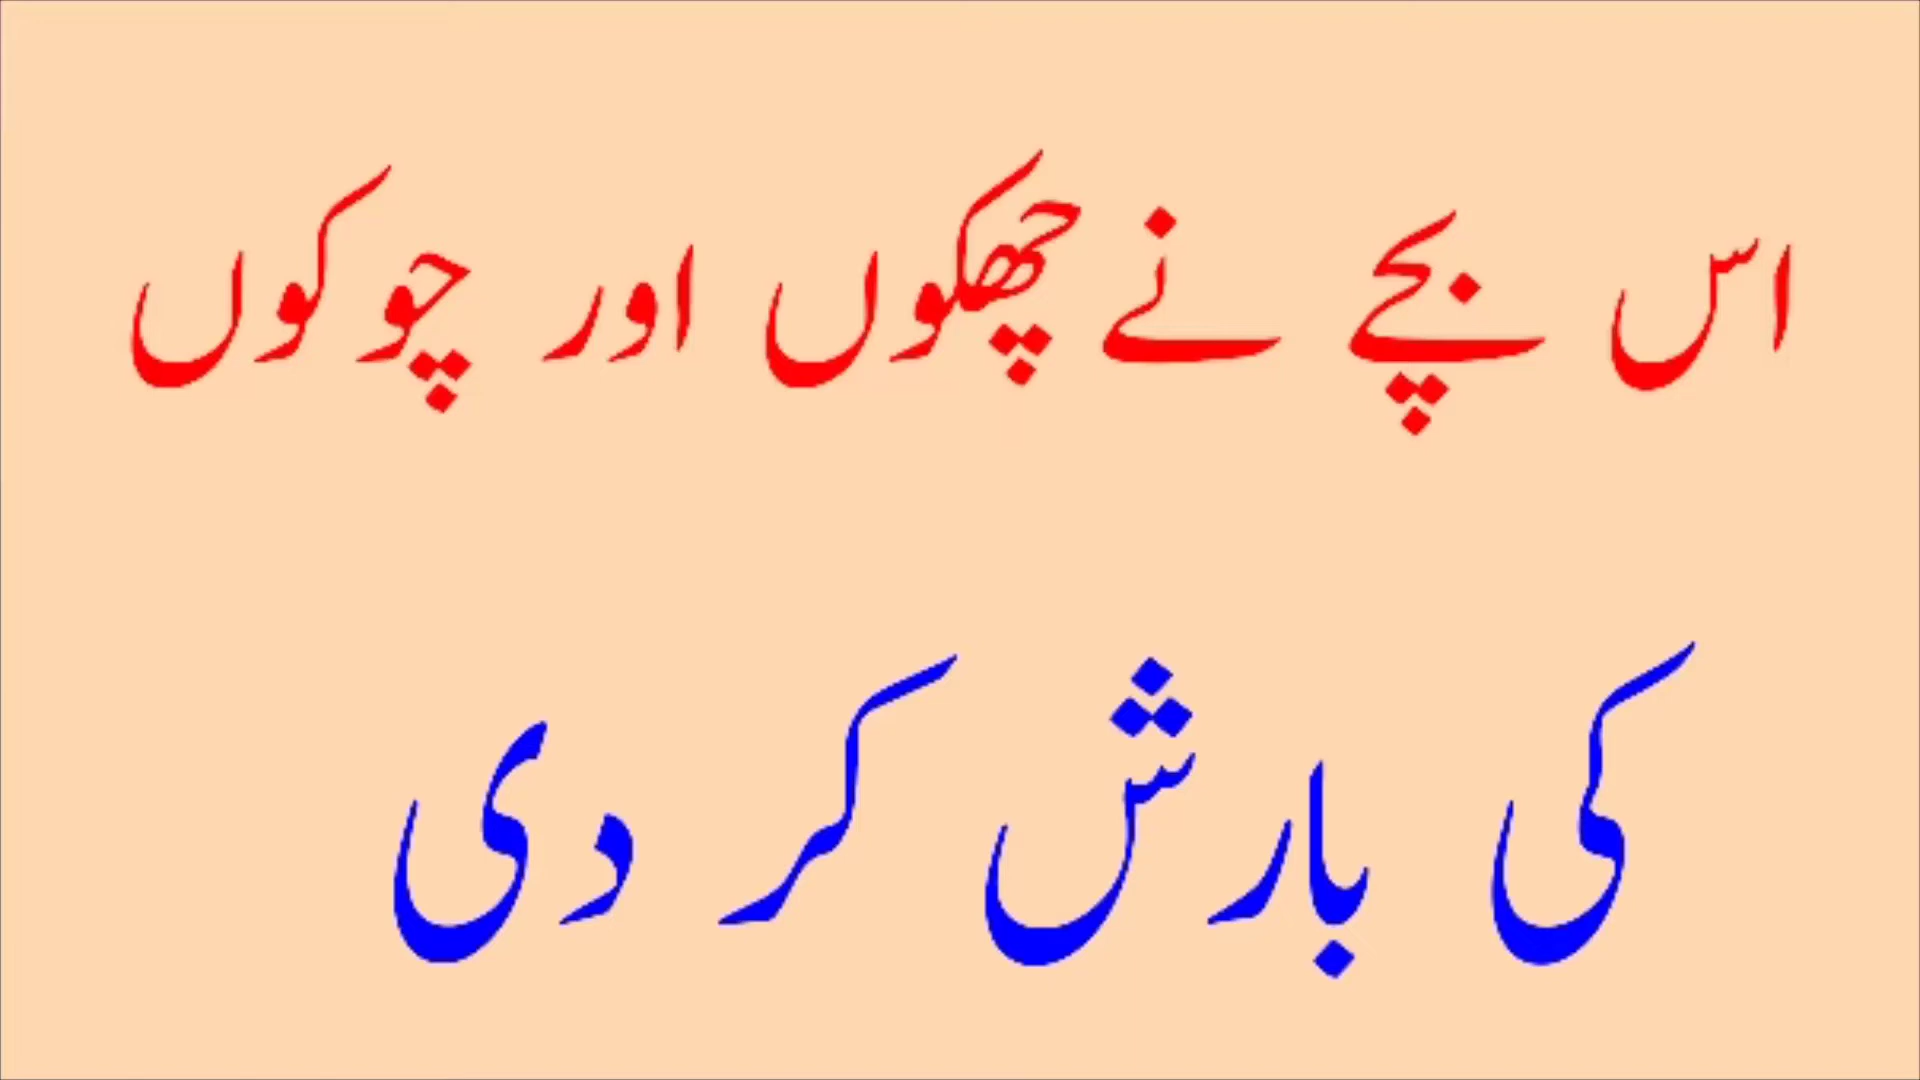 اس بچے نے چھکوں اور چوکوں
کی بارش کر دی